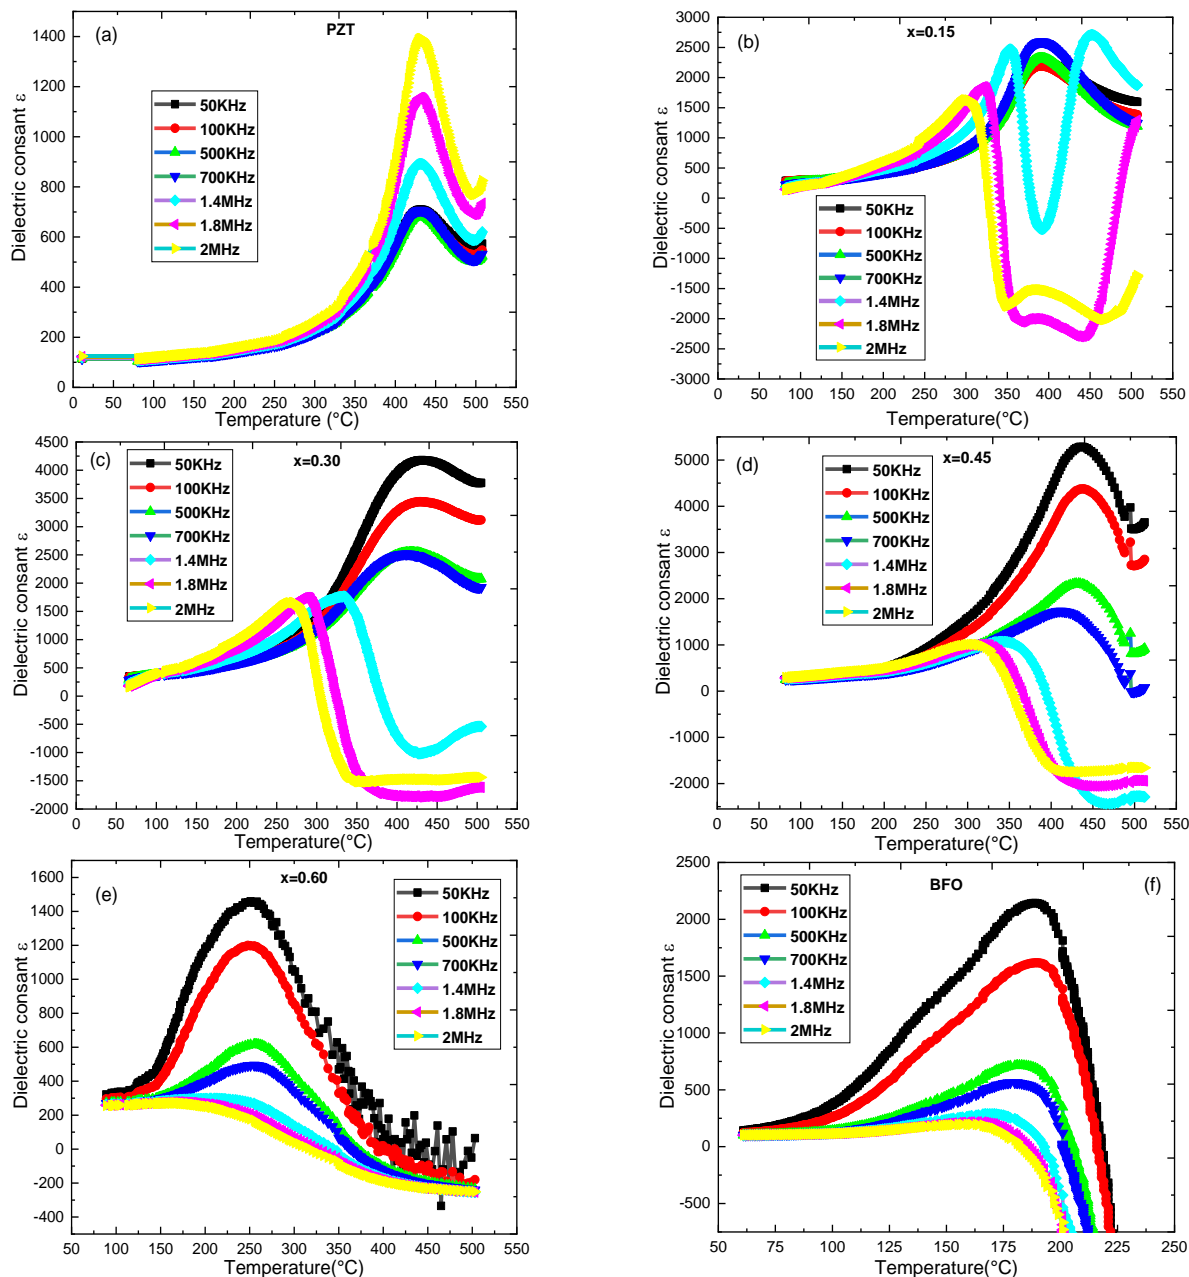 (a)
PZT
Dielectric consant ε
1400
1200
1000
800
600
400
200
0
50KHz
100KHz
500KHz
700KHz
1.4MHz
1.8MHz
2MHz
0 50 100 150 200 250 300 350 400 450 500 550
Temperature (°C)
(b)
x=0.15
Dielectric consant ε
3000
2500
2000
1500
1000
500
0
-500
-1000
-1500
-2000
-2500
-3000
50KHz
100KHz
500KHz
700KHz
1.4MHz
1.8MHz
2MHz
0 50 100 150 200 250 300 350 400 450 500 550
Temperature(°C)
(c)
x=0.30
Dielectric consant ε
4500
4000
3500
3000
2500
2000
1500
1000
500
0
-500
-1000
-1500
-2000
50KHz
100KHz
500KHz
700KHz
1.4MHz
1.8MHz
2MHz
0 50 100 150 200 250 300 350 400 450 500 550
Temperature(°C)
(d)
x=0.45
Dielectric consant ε
5000
4000
3000
2000
1000
0
-1000
-2000
50KHz
100KHz
500KHz
700KHz
1.4MHz
1.8MHz
2MHz
0 50 100 150 200 250 300 350 400 450 500 550
Temperature(°C)
(e)
x=0.60
Dielectric consant ε
1600
1400
1200
1000
800
600
400
200
0
-200
-400
50KHz
100KHz
500KHz
700KHz
1.4MHz
1.8MHz
2MHz
50 100 150 200 250 300 350 400 450 500 550
Temperature(°C)
(f)
BFO
Dielectric consant ε
2500
2000
1500
1000
500
0
-500
50KHz
100KHz
500KHz
700KHz
1.4MHz
1.8MHz
2MHz
50 75 100 125 150 175 200 225 250
Temperature(°C)